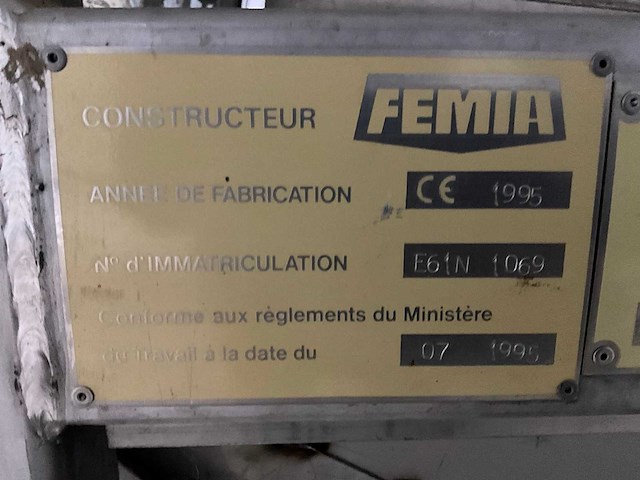 CONSTRUCTEUR FEMIA
ANNEE DE FABRICATION CE 1995
N° d'IMMATRICULATION E61N 1069
Conforme aux règlements du Ministère
du travail à la date du 07 1995